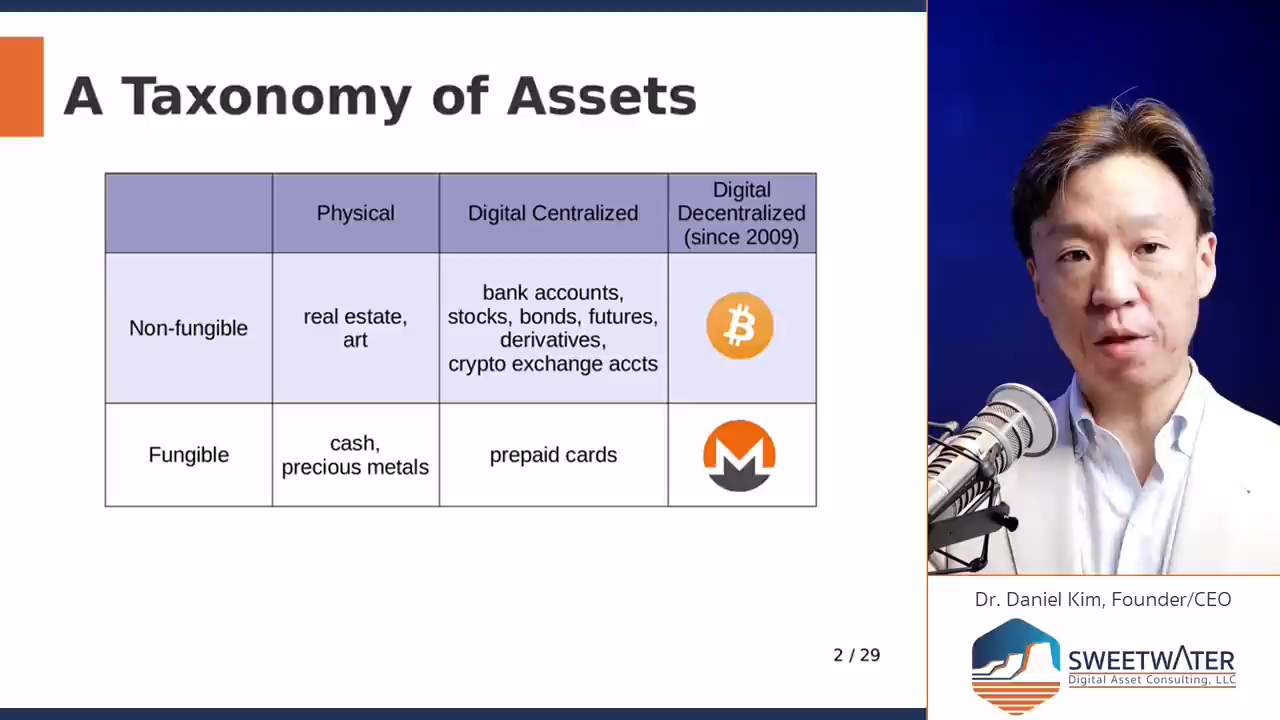 A Taxonomy of Assets
Physical
Digital Centralized
Digital
Decentralized
(since 2009)
Non-fungible
real estate,
art
bank accounts,
stocks, bonds, futures,
derivatives,
crypto exchange accts
Fungible
cash,
precious metals
prepaid cards
2 / 29
Dr. Daniel Kim, Founder/CEO
SWEETWATER
Digital Asset Consulting, LLC